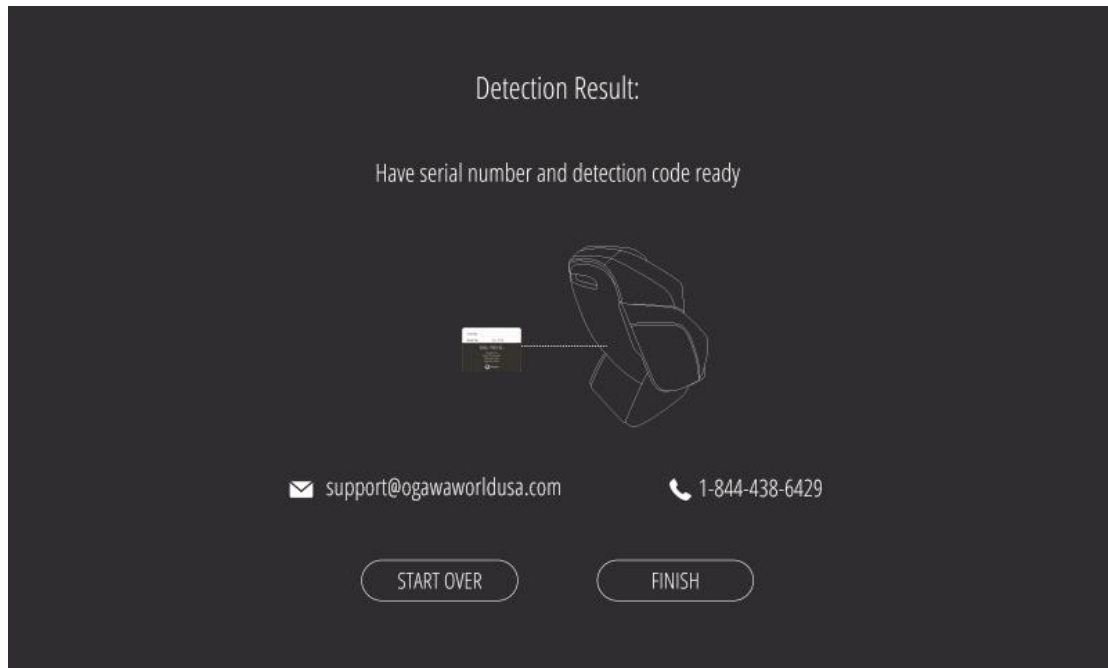 Detection Result:
Have serial number and detection code ready
support@ogawaworldusa.com
1-844-438-6429
START OVER
FINISH